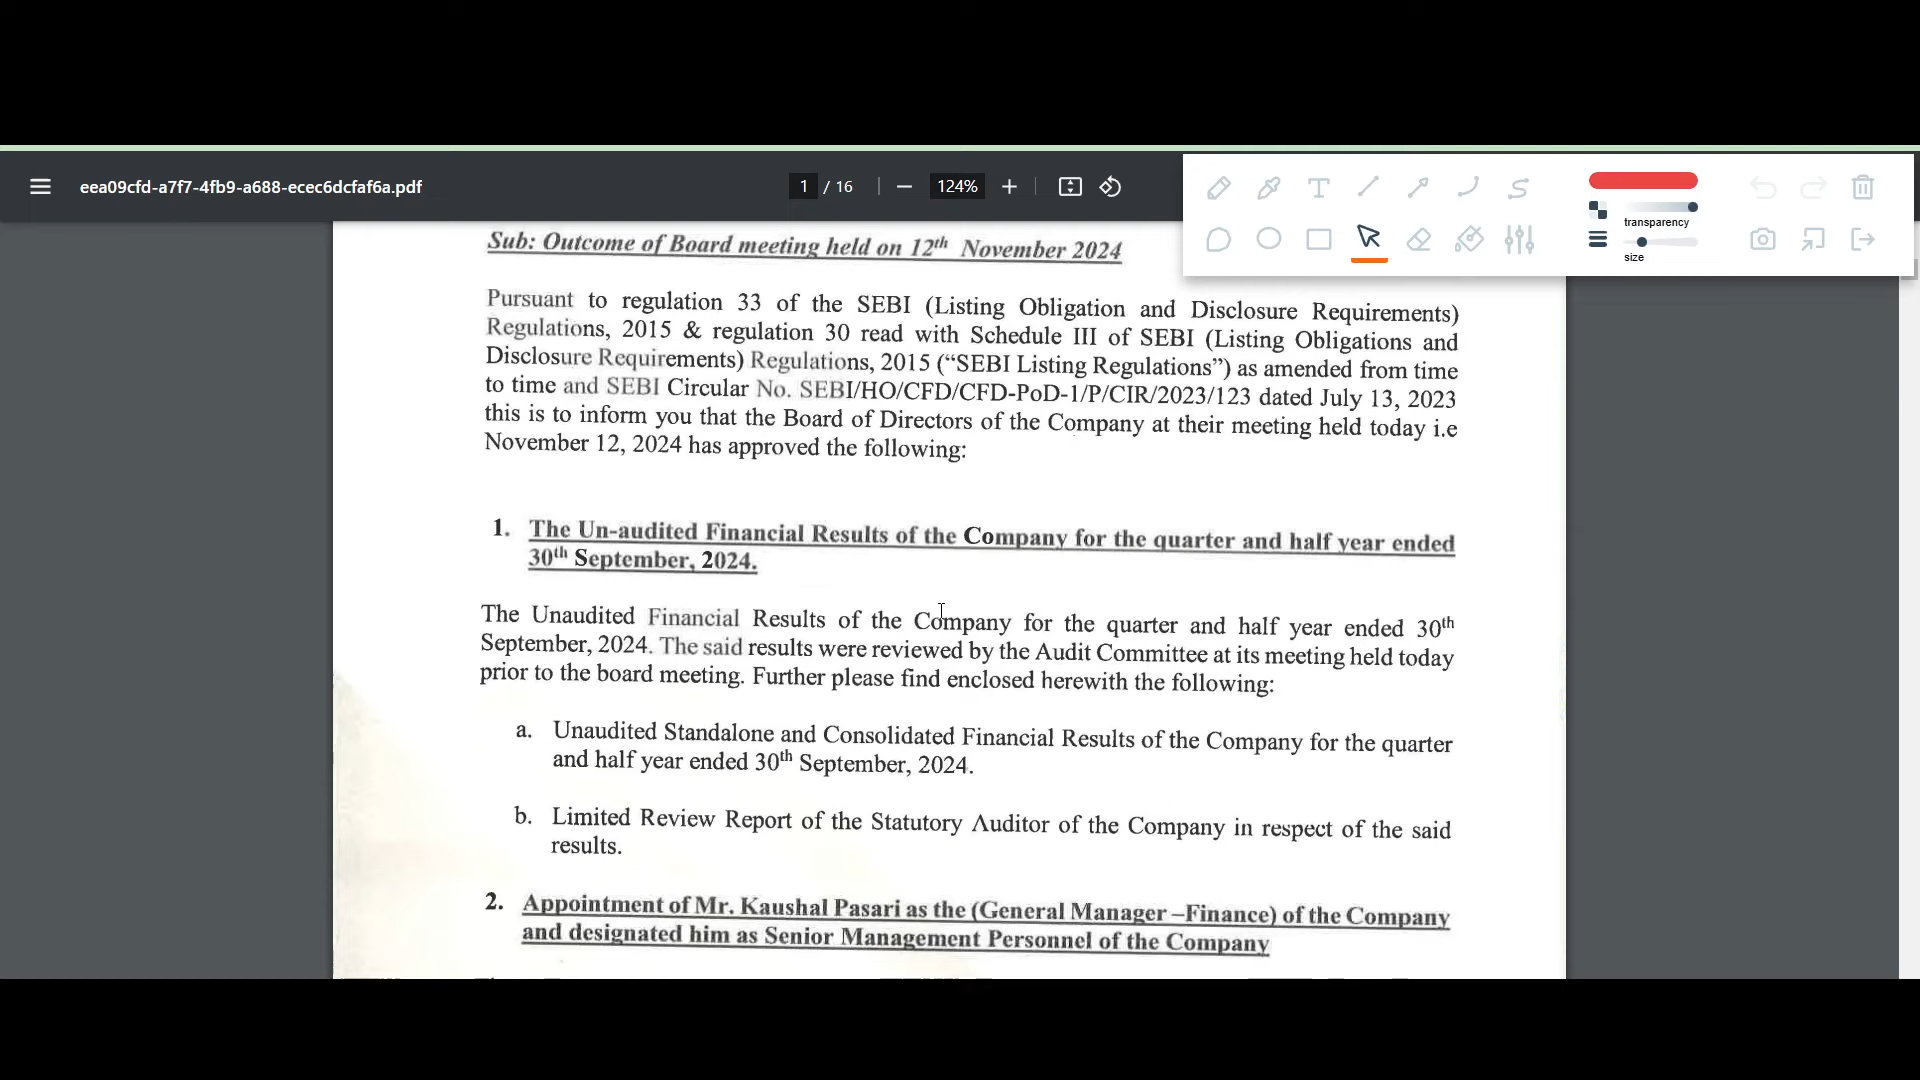 eea09cfd-a7f7-4fb9-a688-ecec6dcfaf6a.pdf
1 / 16
124%
transparency
size
Sub: Outcome of Board meeting held on 12th November 2024
Pursuant to regulation 33 of the SEBI (Listing Obligation and Disclosure Requirements)
Regulations, 2015 & regulation 30 read with Schedule III of SEBI (Listing Obligations and
Disclosure Requirements) Regulations, 2015 (“SEBI Listing Regulations”) as amended from time
to time and SEBI Circular No. SEBI/HO/CFD/CFD-PoD-1/P/CIR/2023/123 dated July 13, 2023
this is to inform you that the Board of Directors of the Company at their meeting held today i.e
November 12, 2024 has approved the following:
1. The Un-audited Financial Results of the Company for the quarter and half year ended
30th September, 2024.
The Unaudited Financial Results of the Company for the quarter and half year ended 30th
September, 2024. The said results were reviewed by the Audit Committee at its meeting held today
prior to the board meeting. Further please find enclosed herewith the following:
a. Unaudited Standalone and Consolidated Financial Results of the Company for the quarter
and half year ended 30th September, 2024.
b. Limited Review Report of the Statutory Auditor of the Company in respect of the said
results.
2. Appointment of Mr. Kaushal Pasari as the (General Manager –Finance) of the Company
and designated him as Senior Management Personnel of the Company